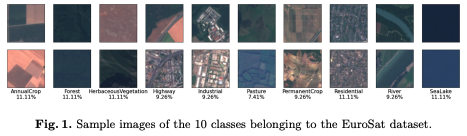 AnnualCrop Forest HerbaceousVegetation Highway Industrial Pasture PermanentCrop Residential River SeaLake
11.11% 11.11% 11.11% 9.26% 9.26% 7.41% 9.26% 11.11% 9.26% 11.11%
Fig. 1. Sample images of the 10 classes belonging to the EuroSat dataset.